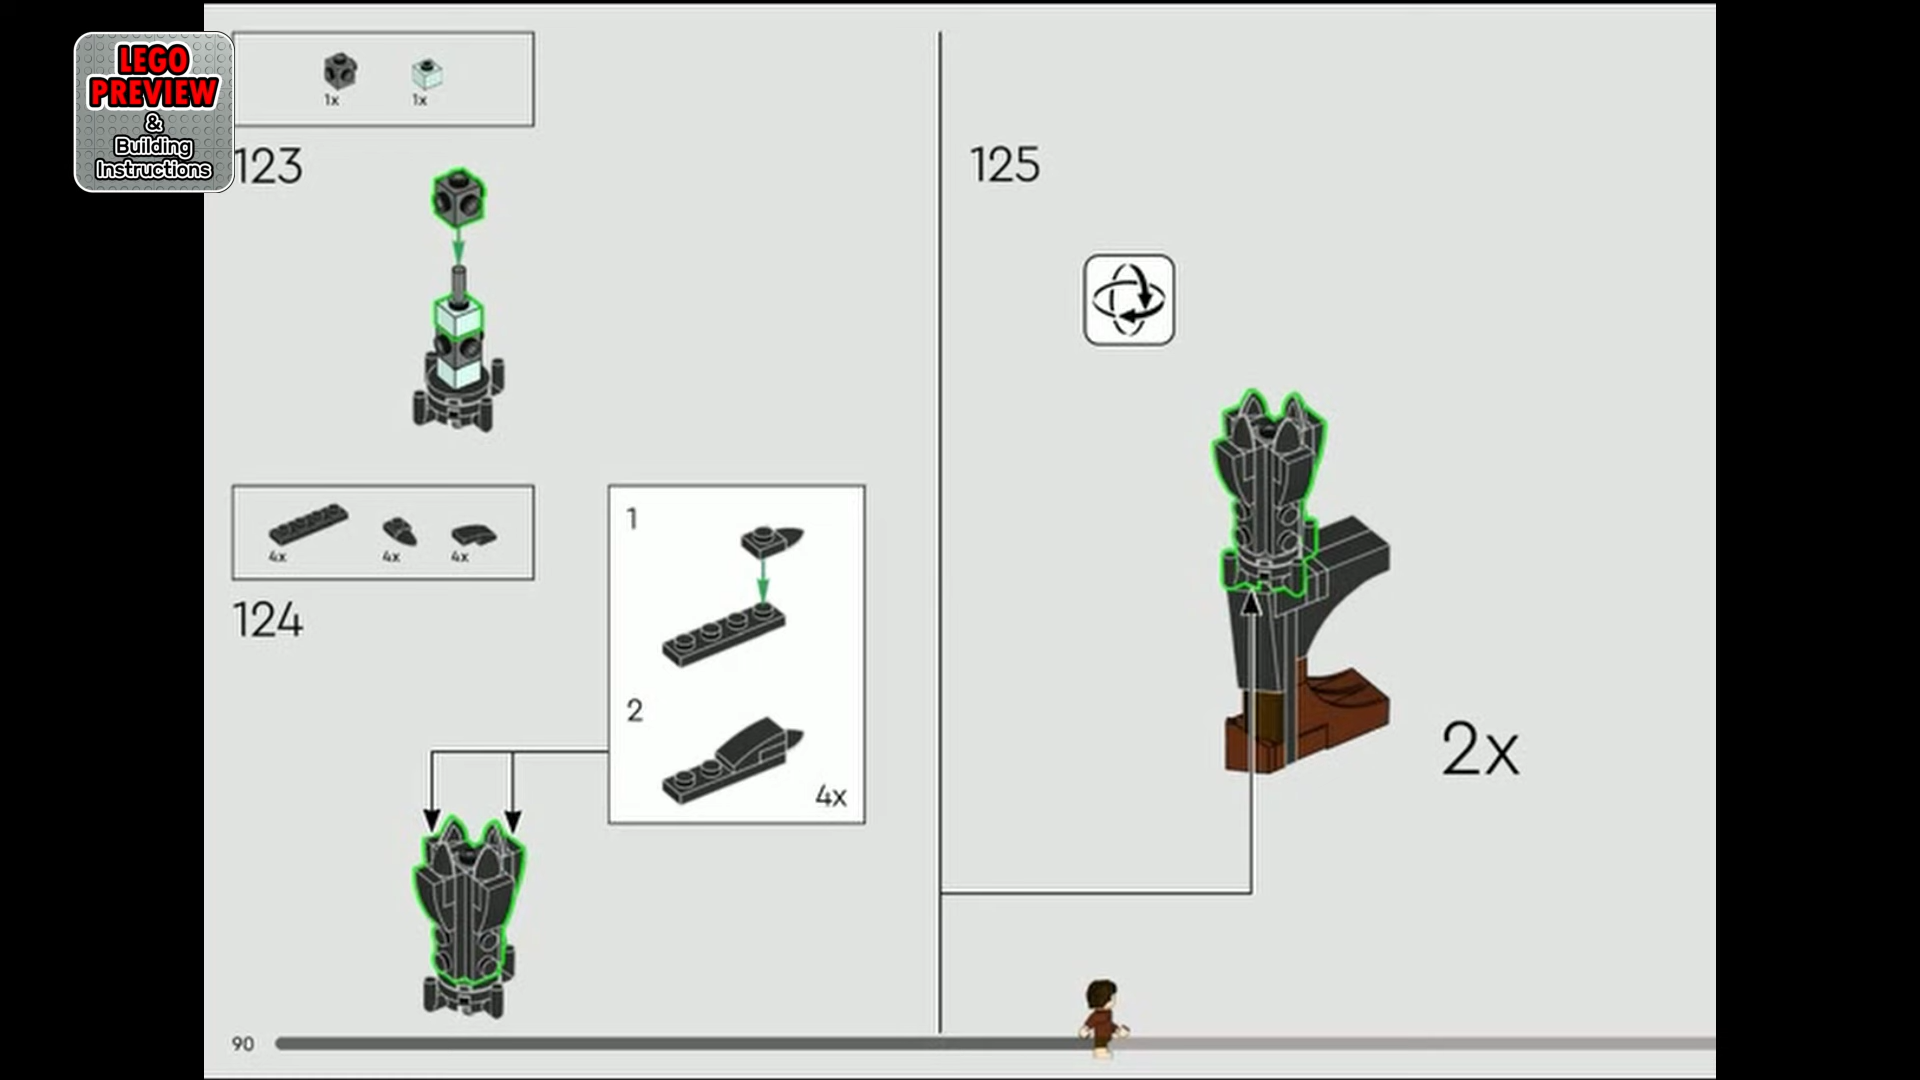 LEGO
PREVIEW
&
Building
Instructions
1x
1x
123
4x
4x
4x
124
1
2
4x
125
2x
90